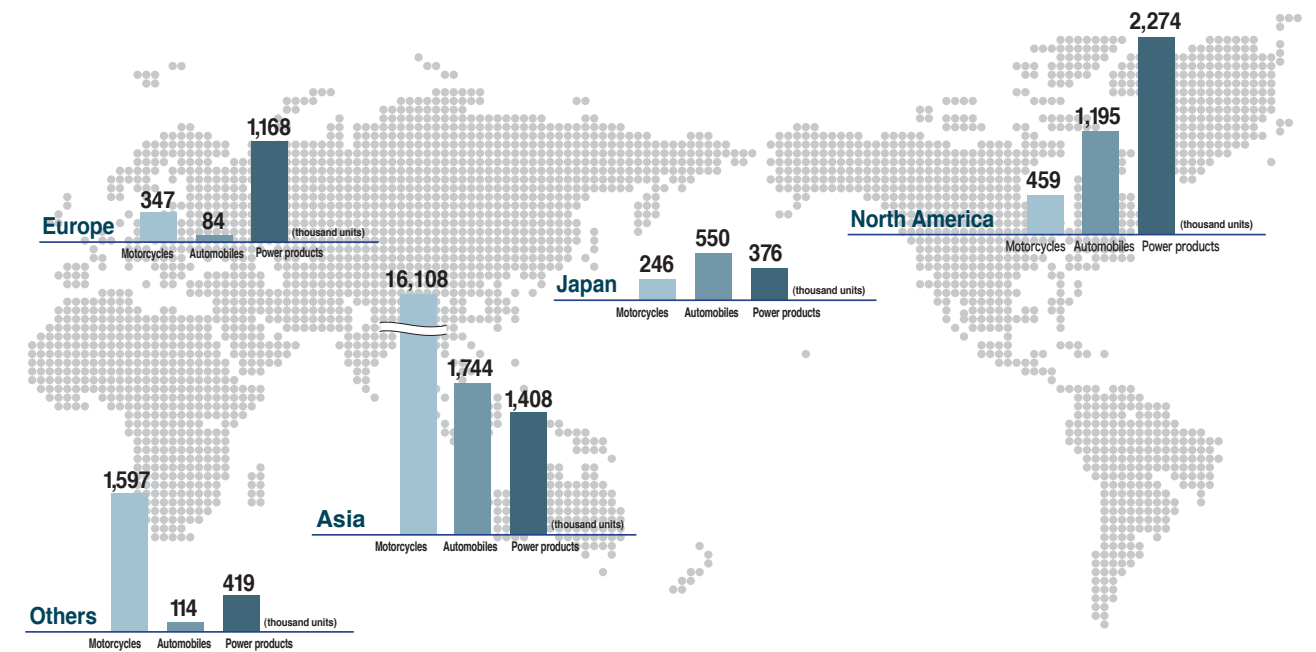 2,274
1,195
459
North America
(thousand units)
Motorcycles Automobiles Power products
1,168
347
84
Europe
(thousand units)
Motorcycles Automobiles Power products
550
376
246
Japan
(thousand units)
Motorcycles Automobiles Power products
16,108
1,744
1,408
Asia
(thousand units)
Motorcycles Automobiles Power products
1,597
419
114
Others
(thousand units)
Motorcycles Automobiles Power products